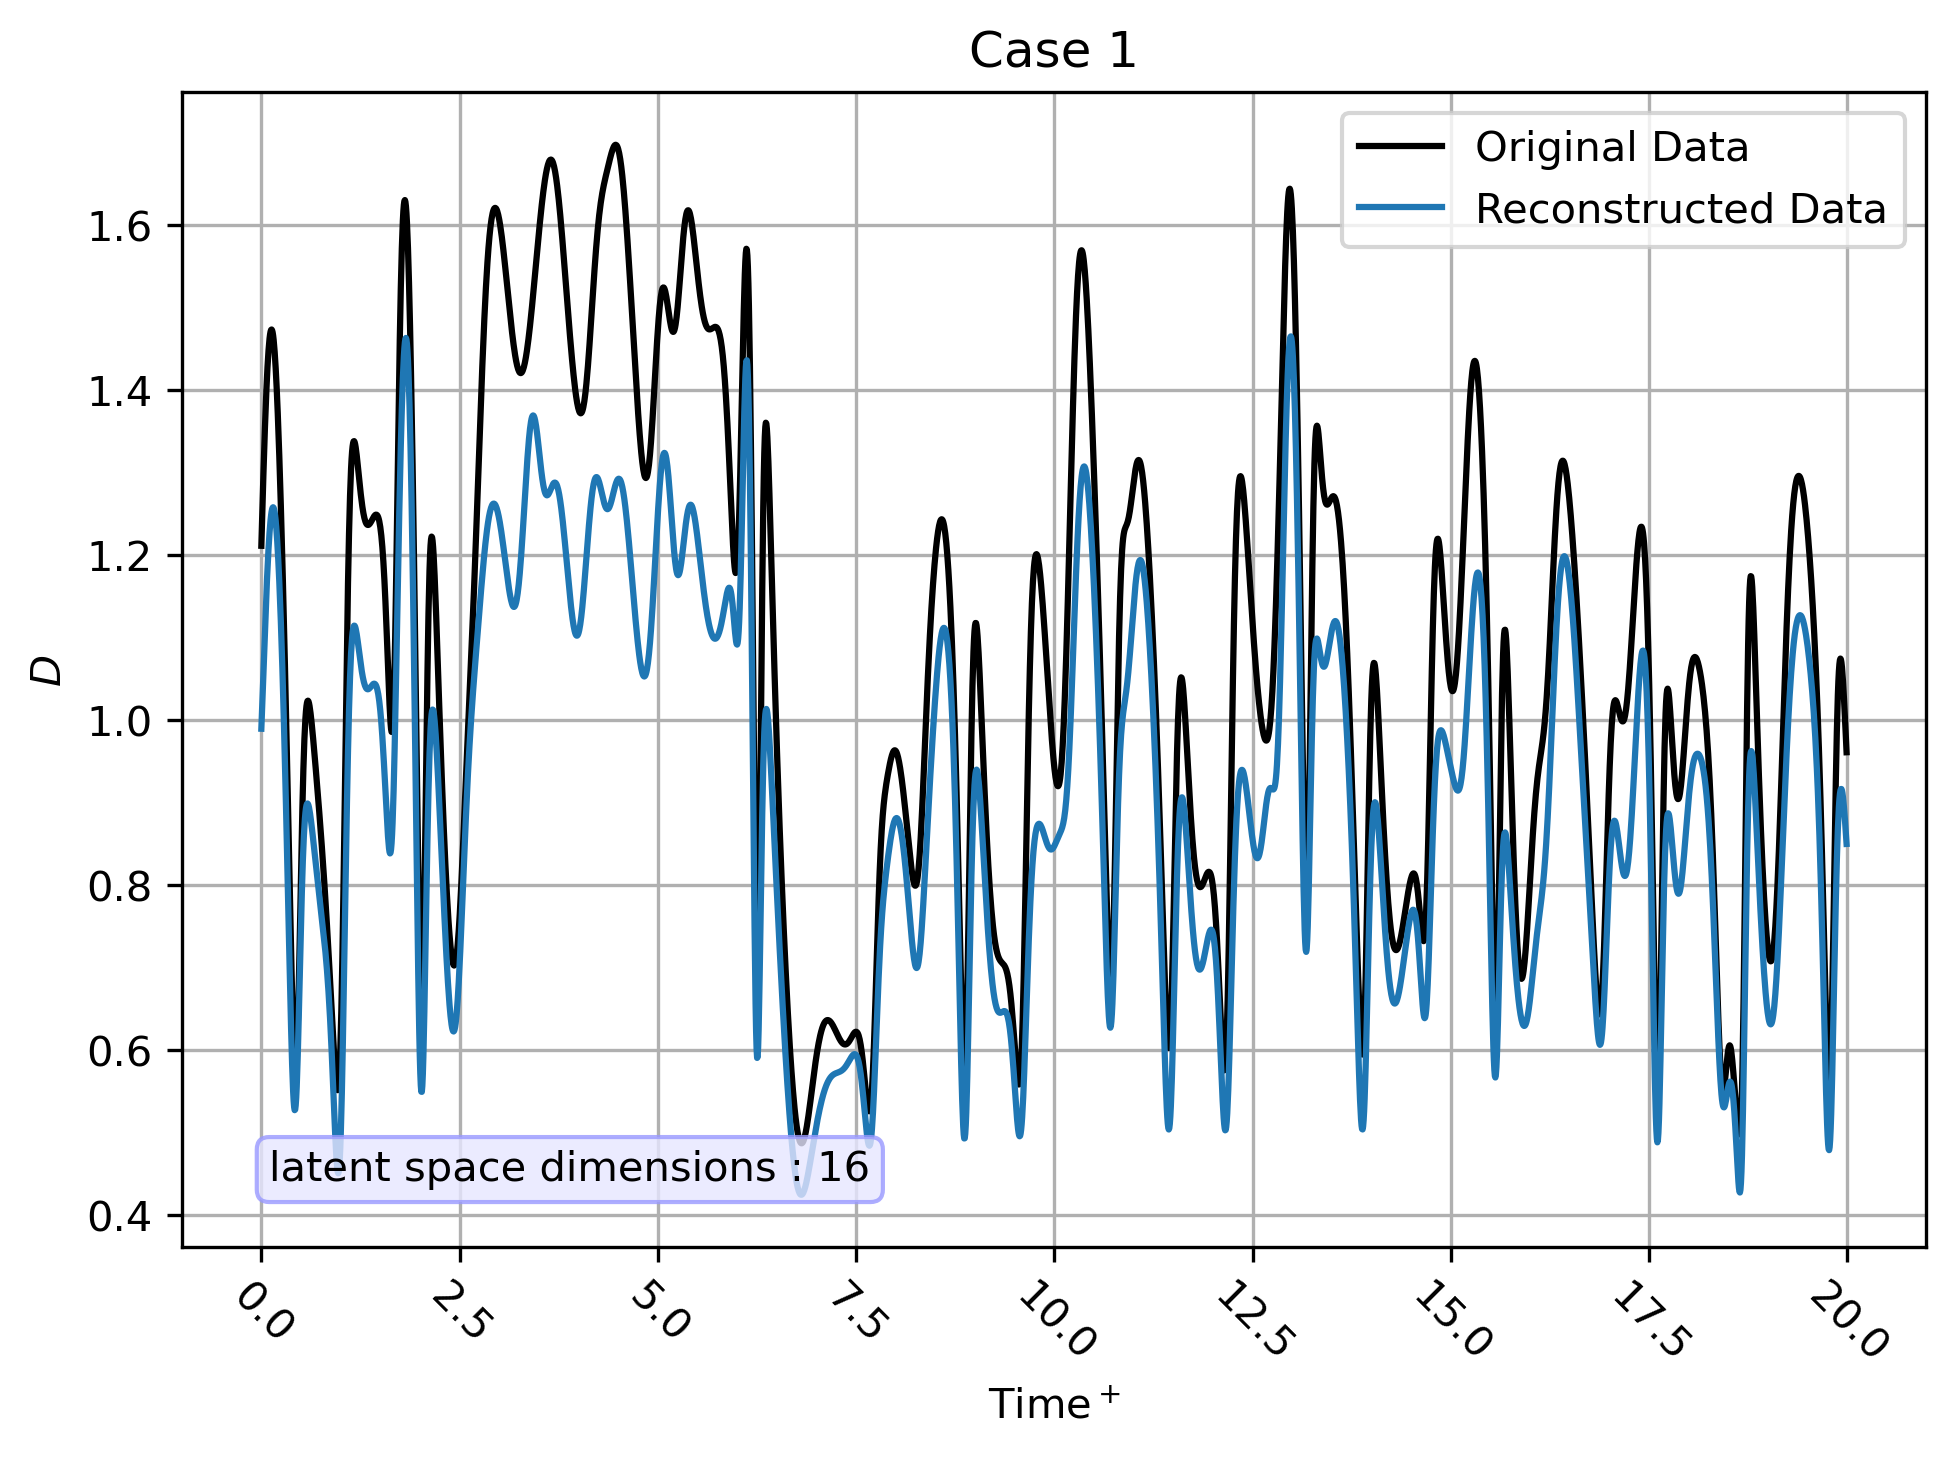 Case 1
Original Data
Reconstructed Data
1.6
1.4
1.2
1.0
0.8
0.6
0.4
D
latent space dimensions : 16
0.0 2.5 5.0 7.5 10.0 12.5 15.0 17.5 20.0
Time⁺